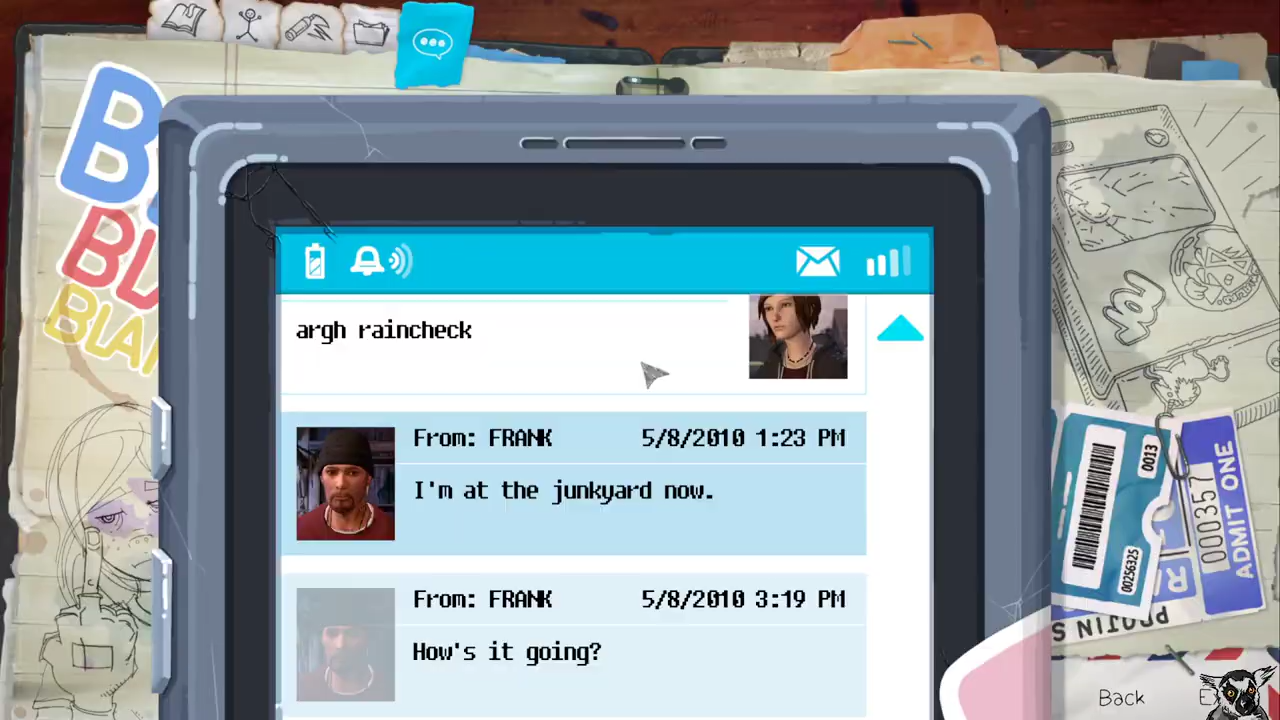 argh raincheck
From: FRANK 5/8/2010 1:23 PM
I'm at the junkyard now.
From: FRANK 5/8/2010 3:19 PM
How's it going?
0013
00256325
000357
ADMIT ONE
Back